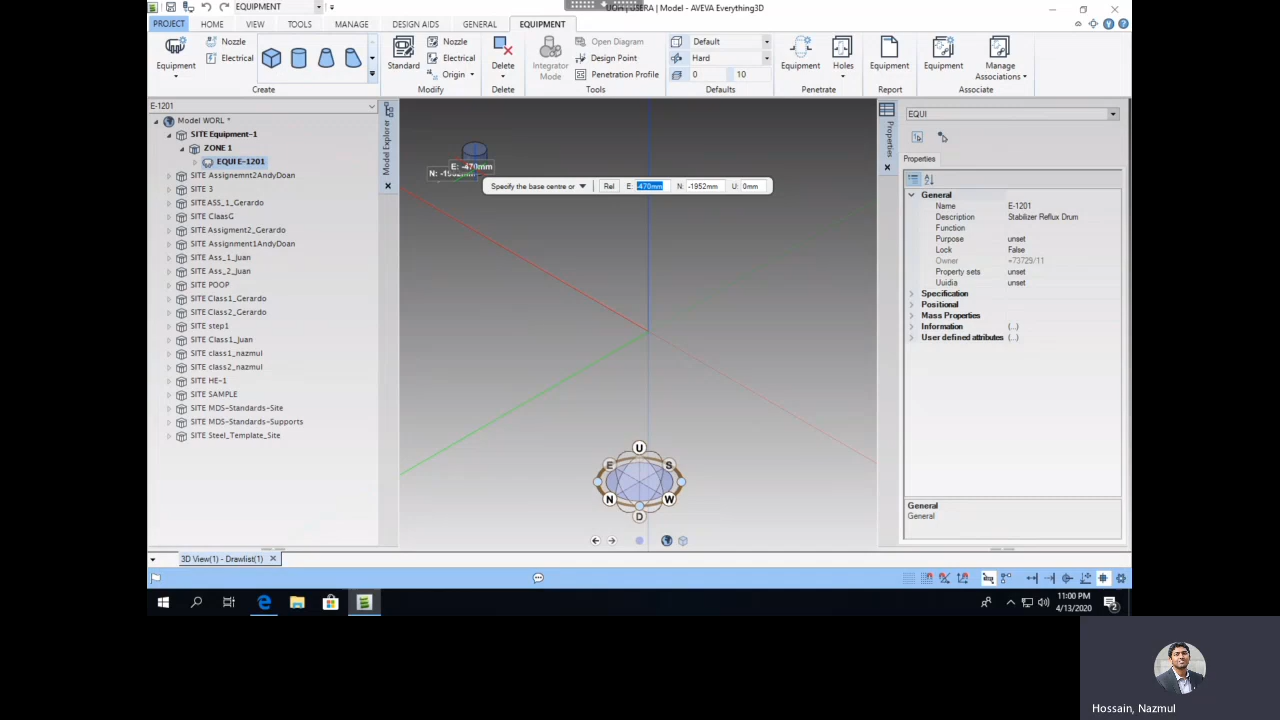 EQUIPMENT
Model - AVEVA Everything3D
PROJECT HOME VIEW TOOLS MANAGE DESIGN AIDS GENERAL EQUIPMENT
Equipment
Nozzle
Electrical
Create
Standard
Nozzle
Electrical
Origin
Modify
Delete
Delete
Integrator
Mode
Open Diagram
Design Point
Penetration Profile
Tools
Default
Hard
0 10
Defaults
Equipment
Holes
Penetrate
Equipment
Report
Equipment
Manage
Associations
Associate
E-1201
Model WORL *
SITE Equipment-1
ZONE 1
EQUI E-1201
SITE Assignemnt2AndyDoan
SITE 3
SITE ASS_1_Gerardo
SITE ClaasG
SITE Assigment2_Gerardo
SITE Assignment1AndyDoan
SITE Ass_1_Juan
SITE Ass_2_Juan
SITE POOP
SITE Class1_Gerardo
SITE Class2_Gerardo
SITE step1
SITE Class1_Juan
SITE class1_nazmul
SITE class2_nazmul
SITE HE-1
SITE SAMPLE
SITE MDS-Standards-Site
SITE MDS-Standards-Supports
SITE Steel_Template_Site
Model Explorer
E: -470mm
Specify the base centre or Rel E: -470mm N: -1952mm U: 0mm
U
E S
N W
D
Properties
EQUI
Properties
General
Name E-1201
Description Stabilizer Reflux Drum
Function
Purpose unset
Lock False
Owner =73729/11
Property sets unset
Uuidia unset
Specification
Positional
Mass Properties
Information (...)
User defined attributes (...)
General
General
3D View(1) - Drawlist(1)
11:00 PM
4/13/2020
2
Hossain, Nazmul